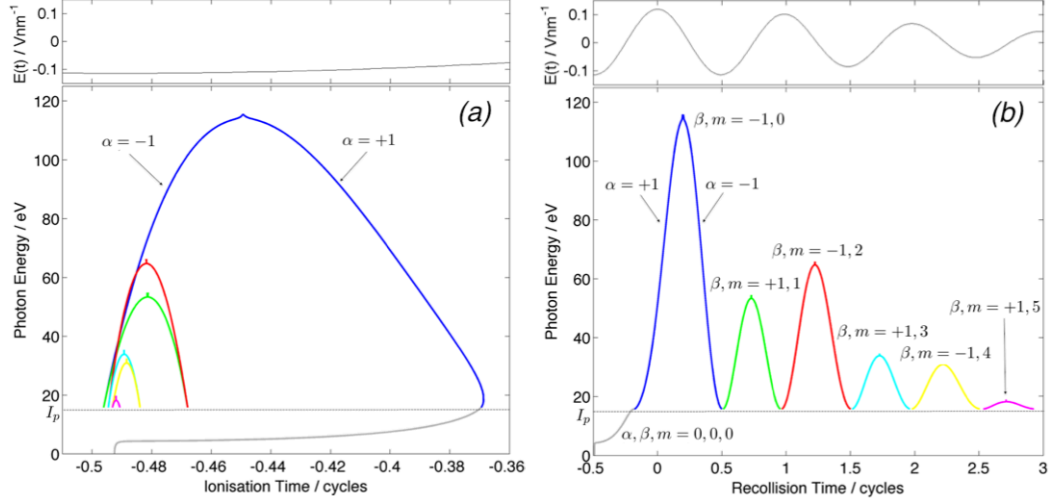 E(t) / Vnm⁻¹
0.1
0
-0.1
(a)
Photon Energy / eV
120
100
80
60
40
20
0
I_p
α = −1
α = +1
-0.5
-0.48
-0.46
-0.44
-0.42
-0.4
-0.38
-0.36
Ionisation Time / cycles
E(t) / Vnm⁻¹
0.1
0
-0.1
(b)
Photon Energy / eV
120
100
80
60
40
20
0
I_p
β, m = −1, 0
α = +1
α = −1
β, m = −1, 2
β, m = +1, 1
β, m = +1, 5
β, m = +1, 3
β, m = −1, 4
α, β, m = 0, 0, 0
-0.5
0
0.5
1
1.5
2
2.5
3
Recollision Time / cycles